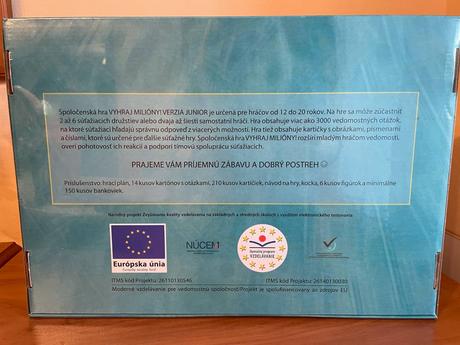 Spoločenská hra VYHRAJ MILIÓNY! VERZIA JUNIOR je určená pre hráčov od 12 do 20 rokov. Na hre sa môže zúčastniť
2 až 6 súťažiacich družstiev alebo dvaja až šiesti samostatní hráči. Hra obsahuje viac ako 3000 vedomostných otázok,
na ktoré súťažiaci hľadajú správnu odpoveď z viacerých možností. Hra tiež obsahuje kartičky s obrázkami, písmenami
a číslami, ktoré sú určené pre ďalšie súťažné hry. Spoločenská hra VYHRAJ MILIÓNY! rozšíri mladým hráčom vedomosti,
overí pohotovosť ich reakcií a podporí tímovú spoluprácu súťažiacich.
PRAJEME VÁM PRÍJEMNÚ ZÁBAVU A DOBRÝ POSTREH☺
Príslušenstvo: hrací plán, 14 kusov kartónov s otázkami, 210 kusov kartičiek, návod na hry, kocka, 6 kusov figúrok a minimálne
150 kusov bankoviek.
Národný projekt Zvyšovanie kvality vzdelávania na základných a stredných školách s využitím elektronického testovania
Európska únia
Európsky sociálny fond
NÚCEM
Operačný program
VZDELÁVANIE
ITMS kód Projektu: 26110130546 ITMS kód Projektu: 26140130030
Moderné vzdelávanie pre vedomostnú spoločnosť/Projekt je spolufinancovaný zo zdrojov EÚ